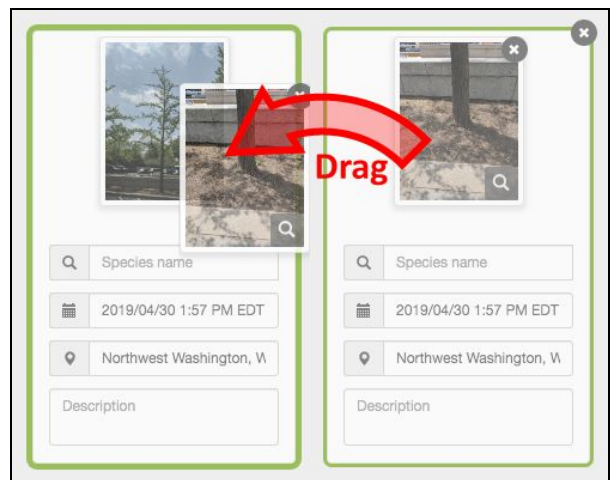 Drag
Species name
2019/04/30 1:57 PM EDT
Northwest Washington, W
Description
Species name
2019/04/30 1:57 PM EDT
Northwest Washington, W
Description